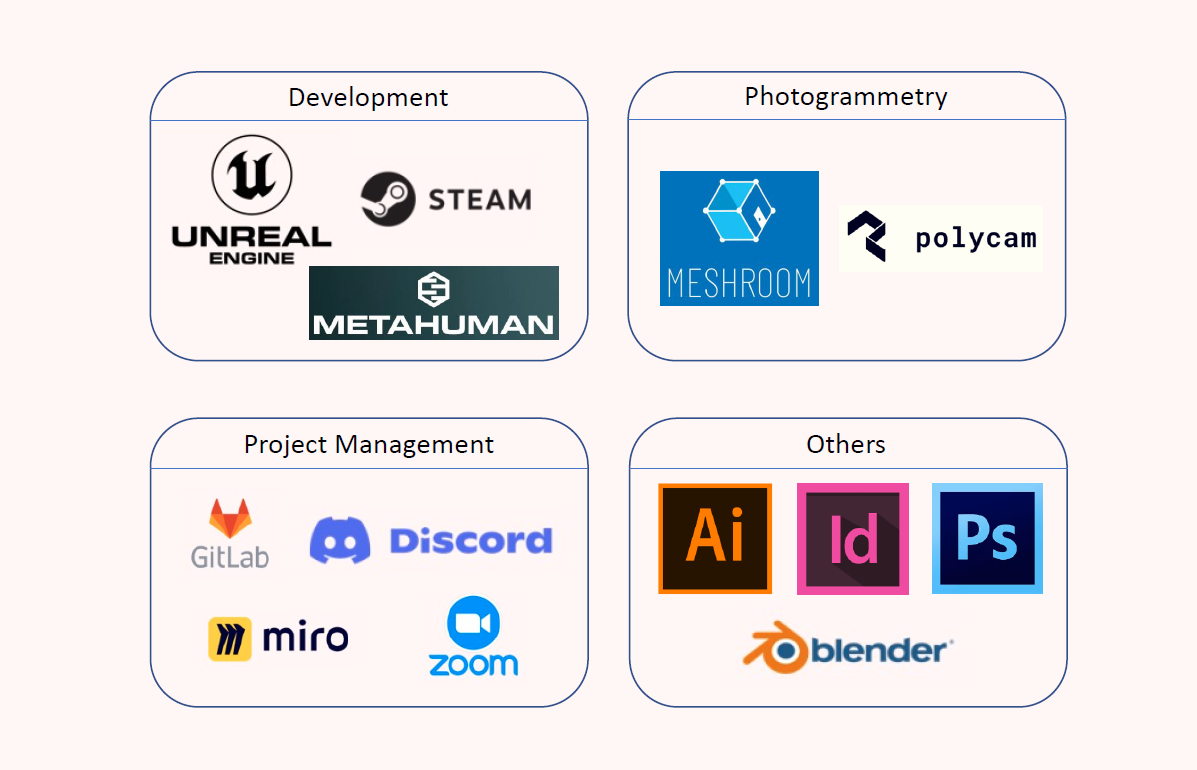 Development
UNREAL
ENGINE
STEAM
METAHUMAN
Photogrammetry
MESHROOM
polycam
Project Management
GitLab
Discord
miro
zoom
Others
Ai
Id
Ps
blender